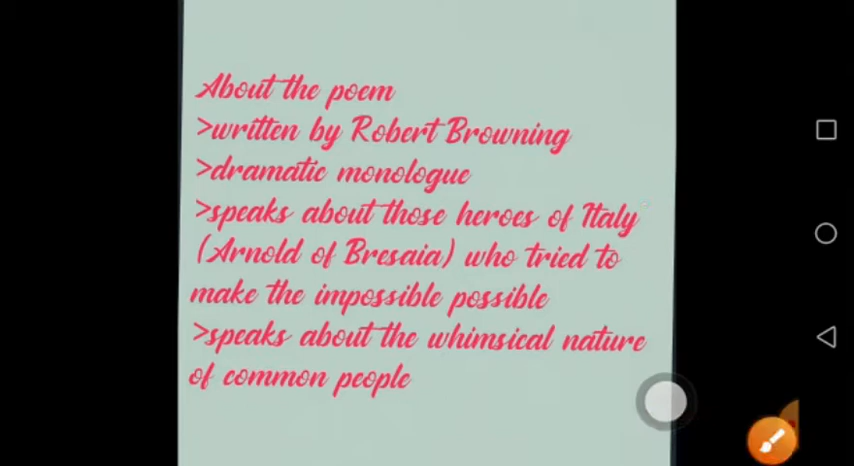 About the poem
>written by Robert Browning
>dramatic monologue
>speaks about those heroes of Italy
(Arnold of Bresaia) who tried to
make the impossible possible
>speaks about the whimsical nature
of common people